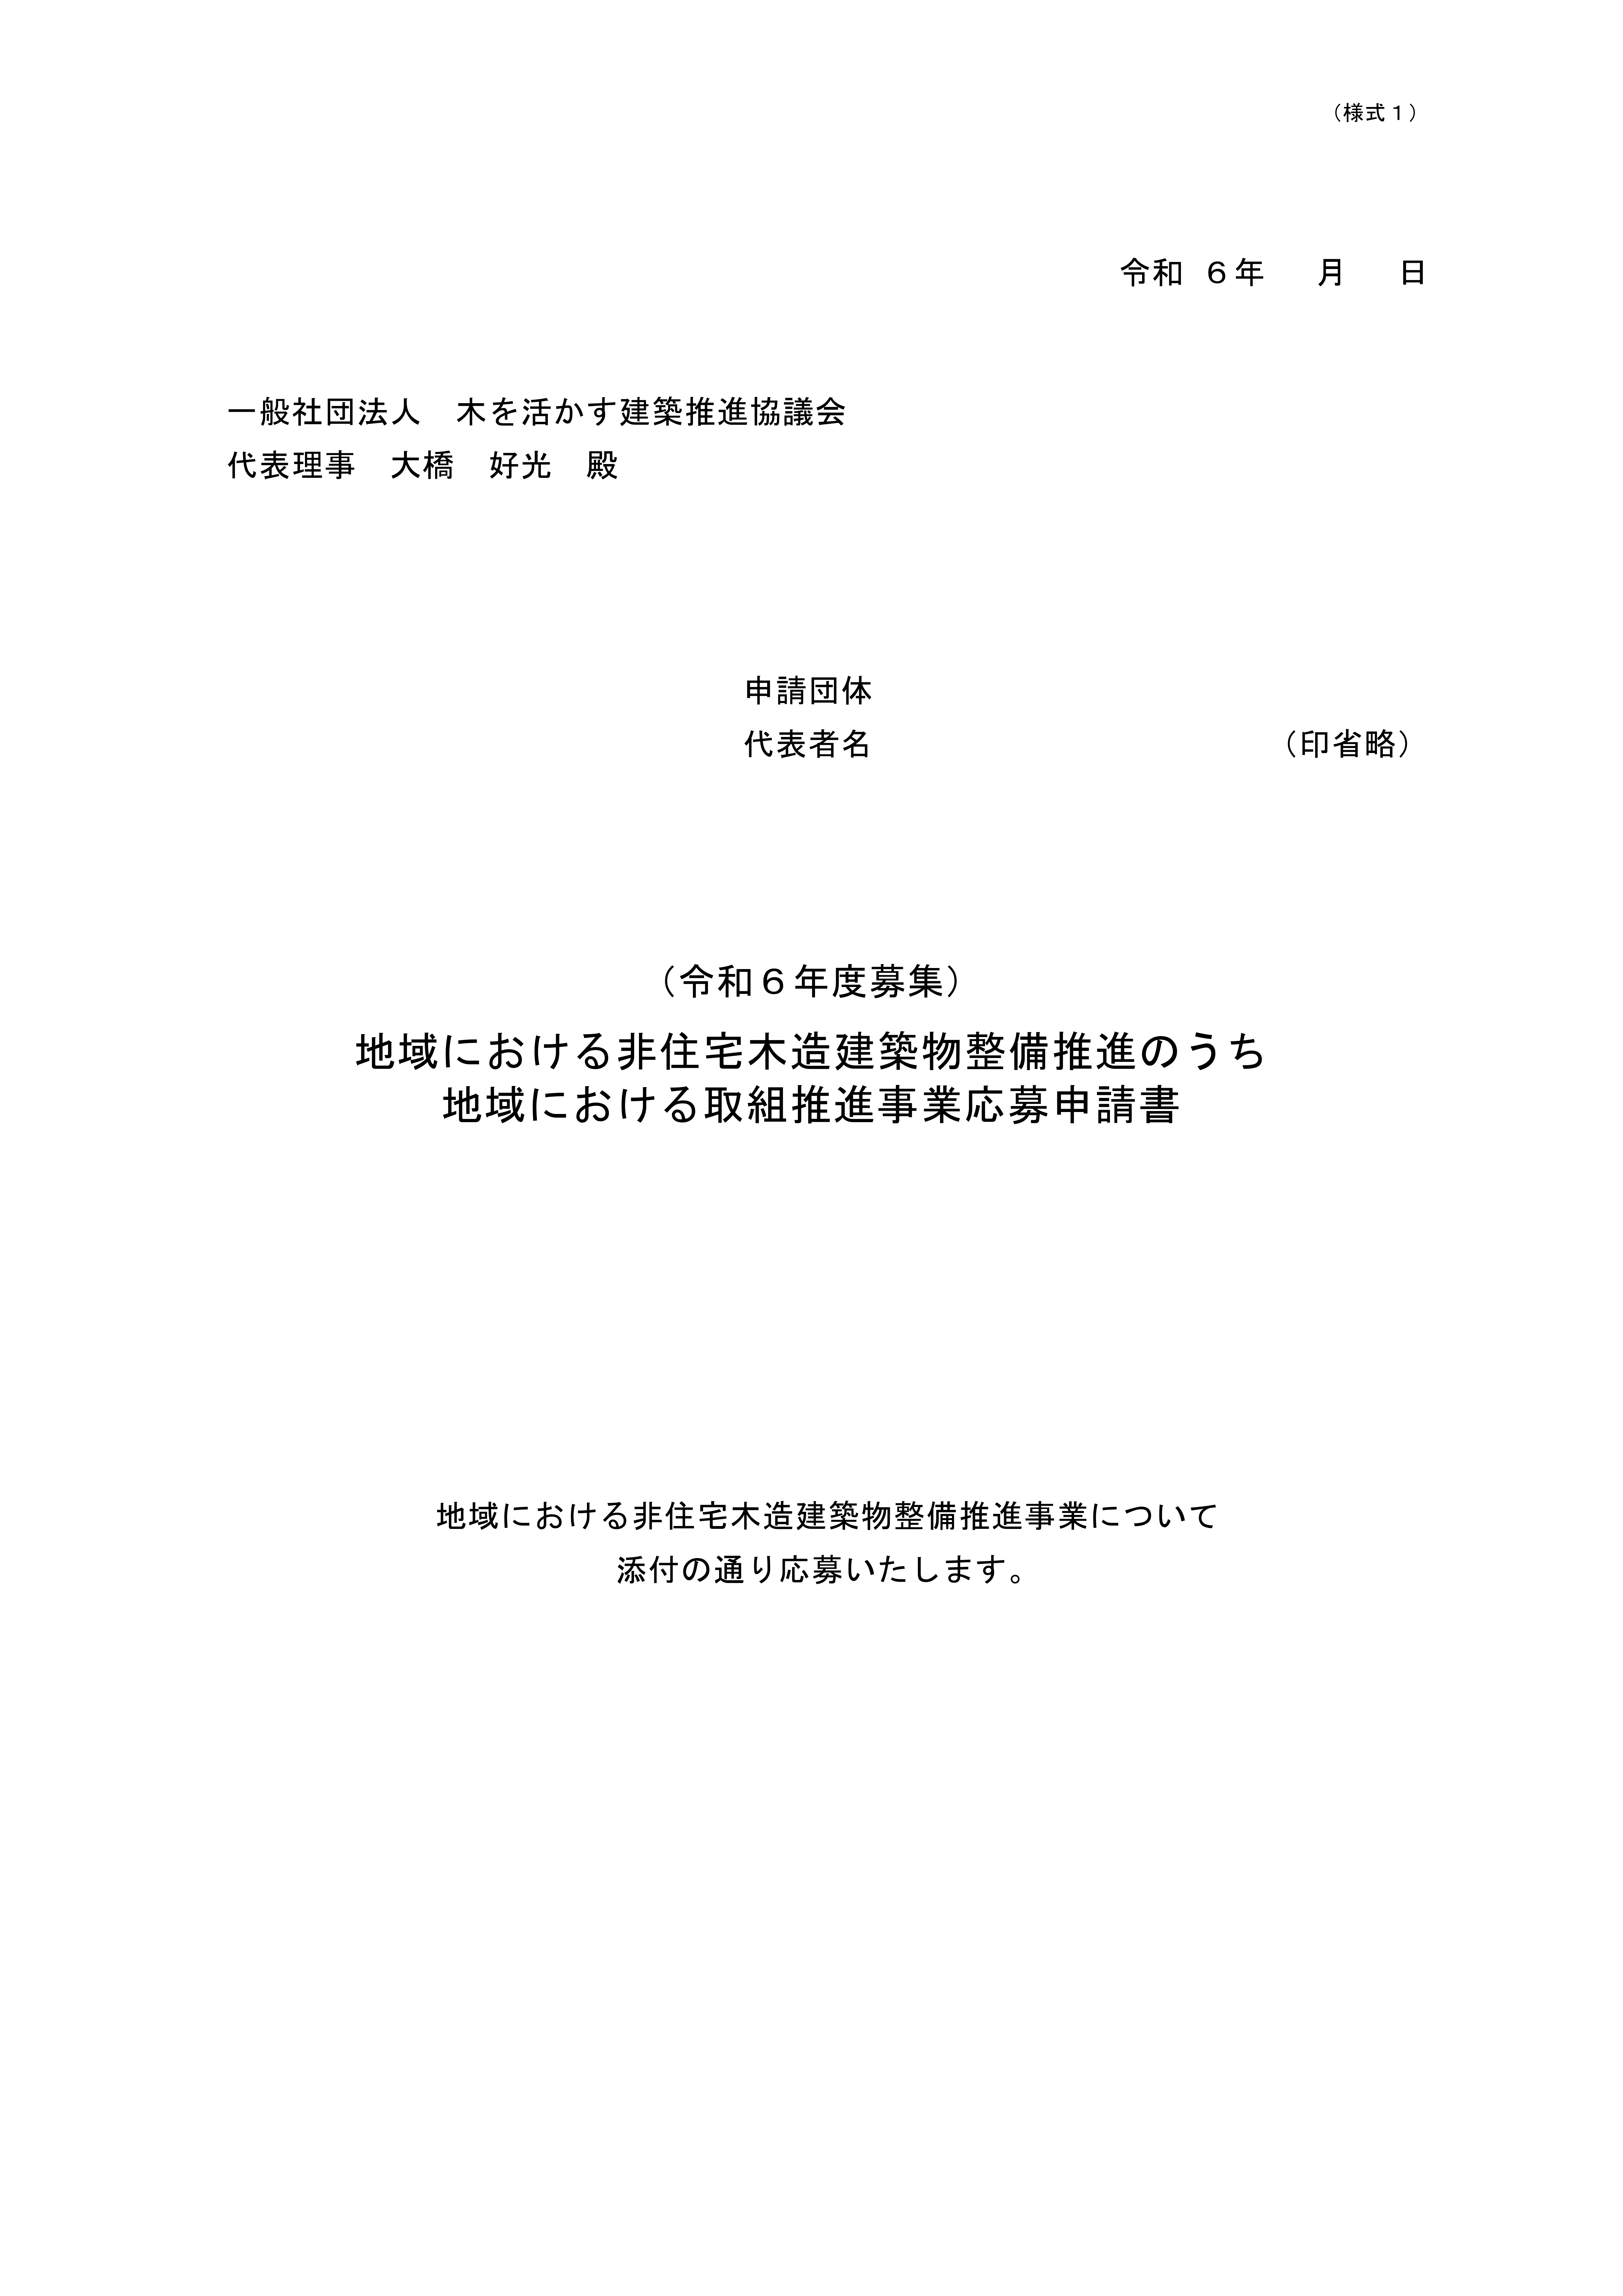 （様式１）
令和　６年　　月　　日
一般社団法人　木を活かす建築推進協議会
代表理事　大橋　好光　殿
申請団体
代表者名　　　　　　　　　　　　（印省略）
（令和６年度募集）
地域における非住宅木造建築物整備推進のうち
地域における取組推進事業応募申請書
地域における非住宅木造建築物整備推進事業について
添付の通り応募いたします。